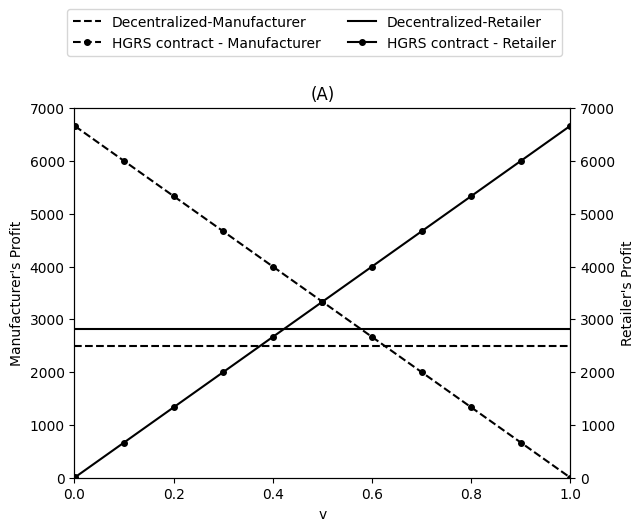 Decentralized-Manufacturer
Decentralized-Retailer
HGRS contract - Manufacturer
HGRS contract - Retailer
(A)
7000
6000
5000
4000
3000
2000
1000
0
Manufacturer's Profit
7000
6000
5000
4000
3000
2000
1000
0
Retailer's Profit
0.0 0.2 0.4 0.6 0.8 1.0
v